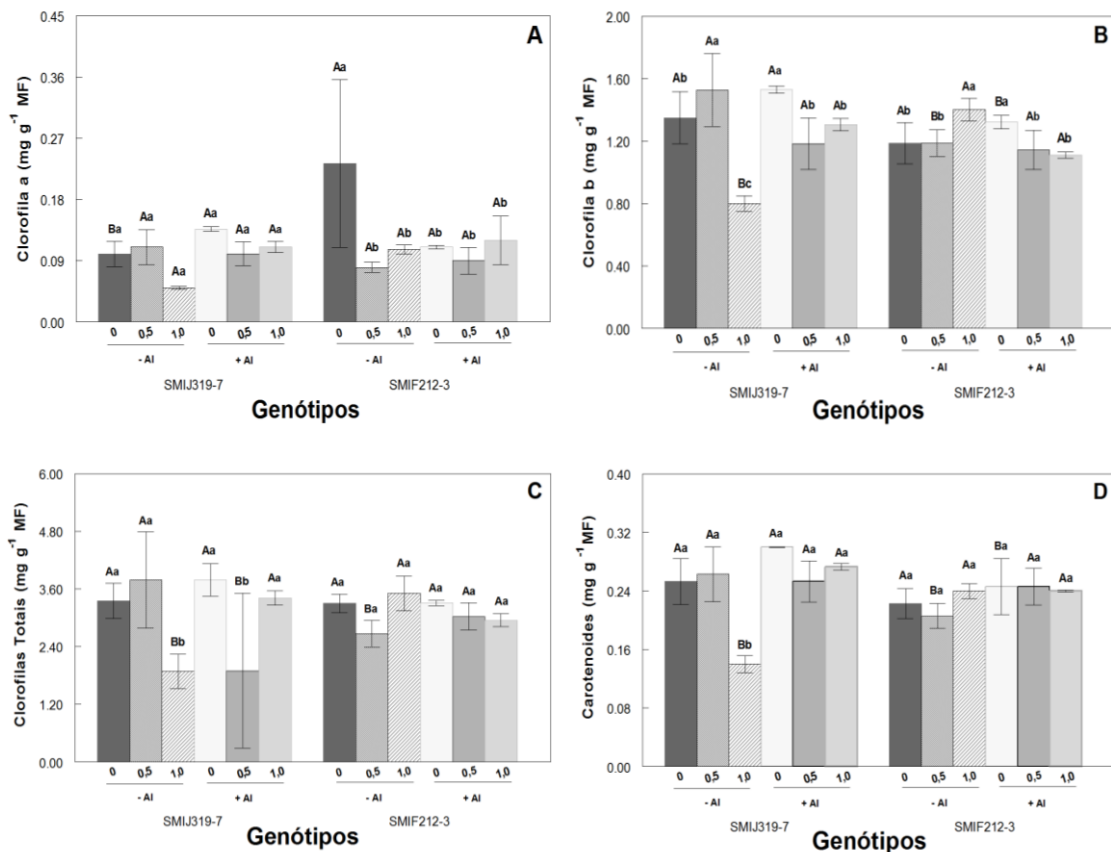 A
Clorofila a (mg g⁻¹ MF)
0.45
0.36
0.27
0.18
0.09
0.00
Ba
Aa
Aa
Aa
Aa
Aa
Aa
Ab
Ab
Ab
Ab
Ab
0 0,5 1,0 0 0,5 1,0 0 0,5 1,0 0 0,5 1,0
- Al + Al - Al + Al
SMIJ319-7 SMIF212-3
Genótipos
B
Clorofila b (mg g⁻¹ MF)
2.00
1.60
1.20
0.80
0.40
0.00
Ab
Aa
Bc
Aa
Ab
Ab
Ab
Bb
Aa
Ba
Ab
Ab
0 0,5 1,0 0 0,5 1,0 0 0,5 1,0 0 0,5 1,0
- Al + Al - Al + Al
SMIJ319-7 SMIF212-3
Genótipos
C
Clorofilas Totais (mg g⁻¹ MF)
6.00
4.80
3.60
2.40
1.20
0.00
Aa
Aa
Bb
Aa
Bb
Aa
Aa
Ba
Aa
Aa
Aa
Aa
0 0,5 1,0 0 0,5 1,0 0 0,5 1,0 0 0,5 1,0
- Al + Al - Al + Al
SMIJ319-7 SMIF212-3
Genótipos
D
Carotenoides (mg g⁻¹ MF)
0.40
0.32
0.24
0.16
0.08
0.00
Aa
Aa
Bb
Aa
Aa
Aa
Aa
Ba
Aa
Ba
Aa
Aa
0 0,5 1,0 0 0,5 1,0 0 0,5 1,0 0 0,5 1,0
- Al + Al - Al + Al
SMIJ319-7 SMIF212-3
Genótipos